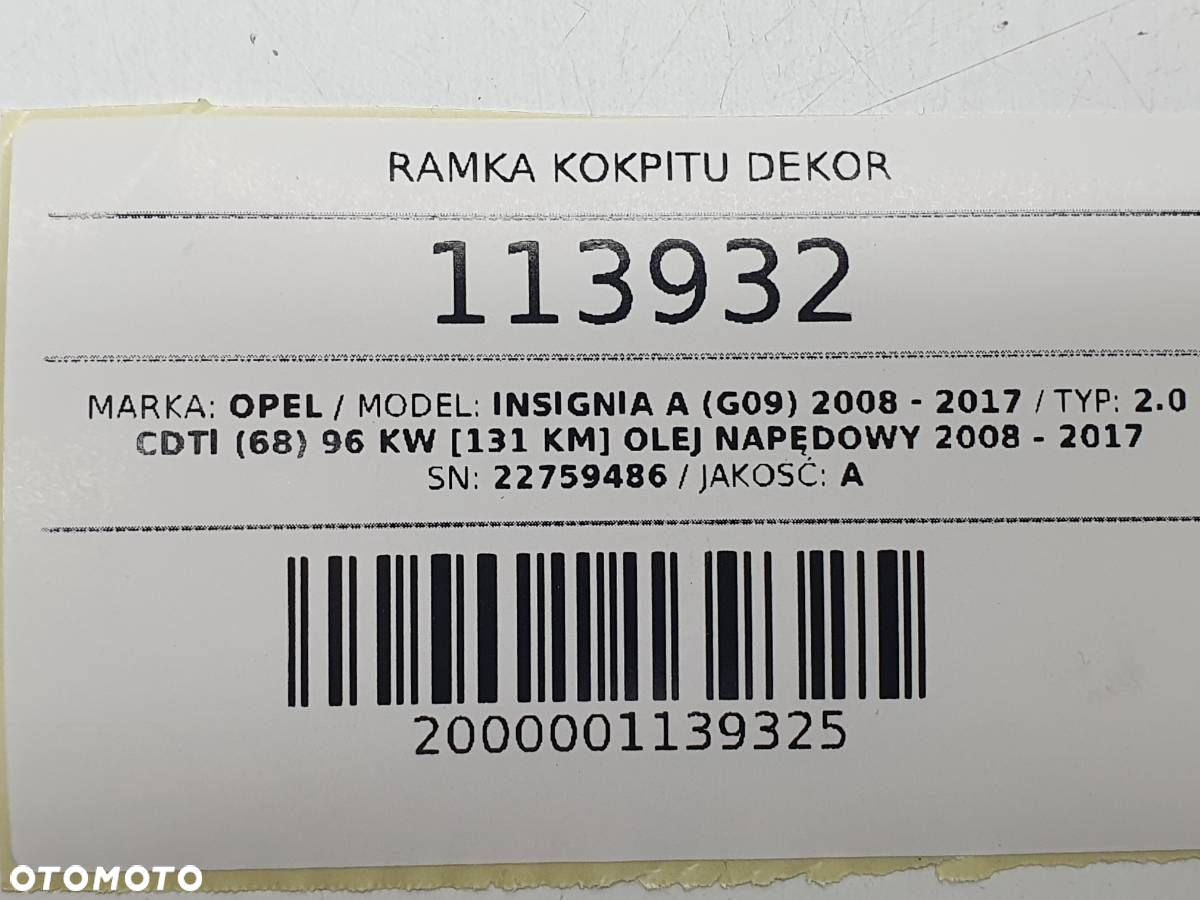 RAMKA KOKPITU DEKOR
113932
MARKA: OPEL / MODEL: INSIGNIA A (G09) 2008 - 2017 / TYP: 2.0
CDTI (68) 96 KW [131 KM] OLEJ NAPĘDOWY 2008 - 2017
SN: 22759486 / JAKOŚĆ: A
2000001139325
OTOMOTO